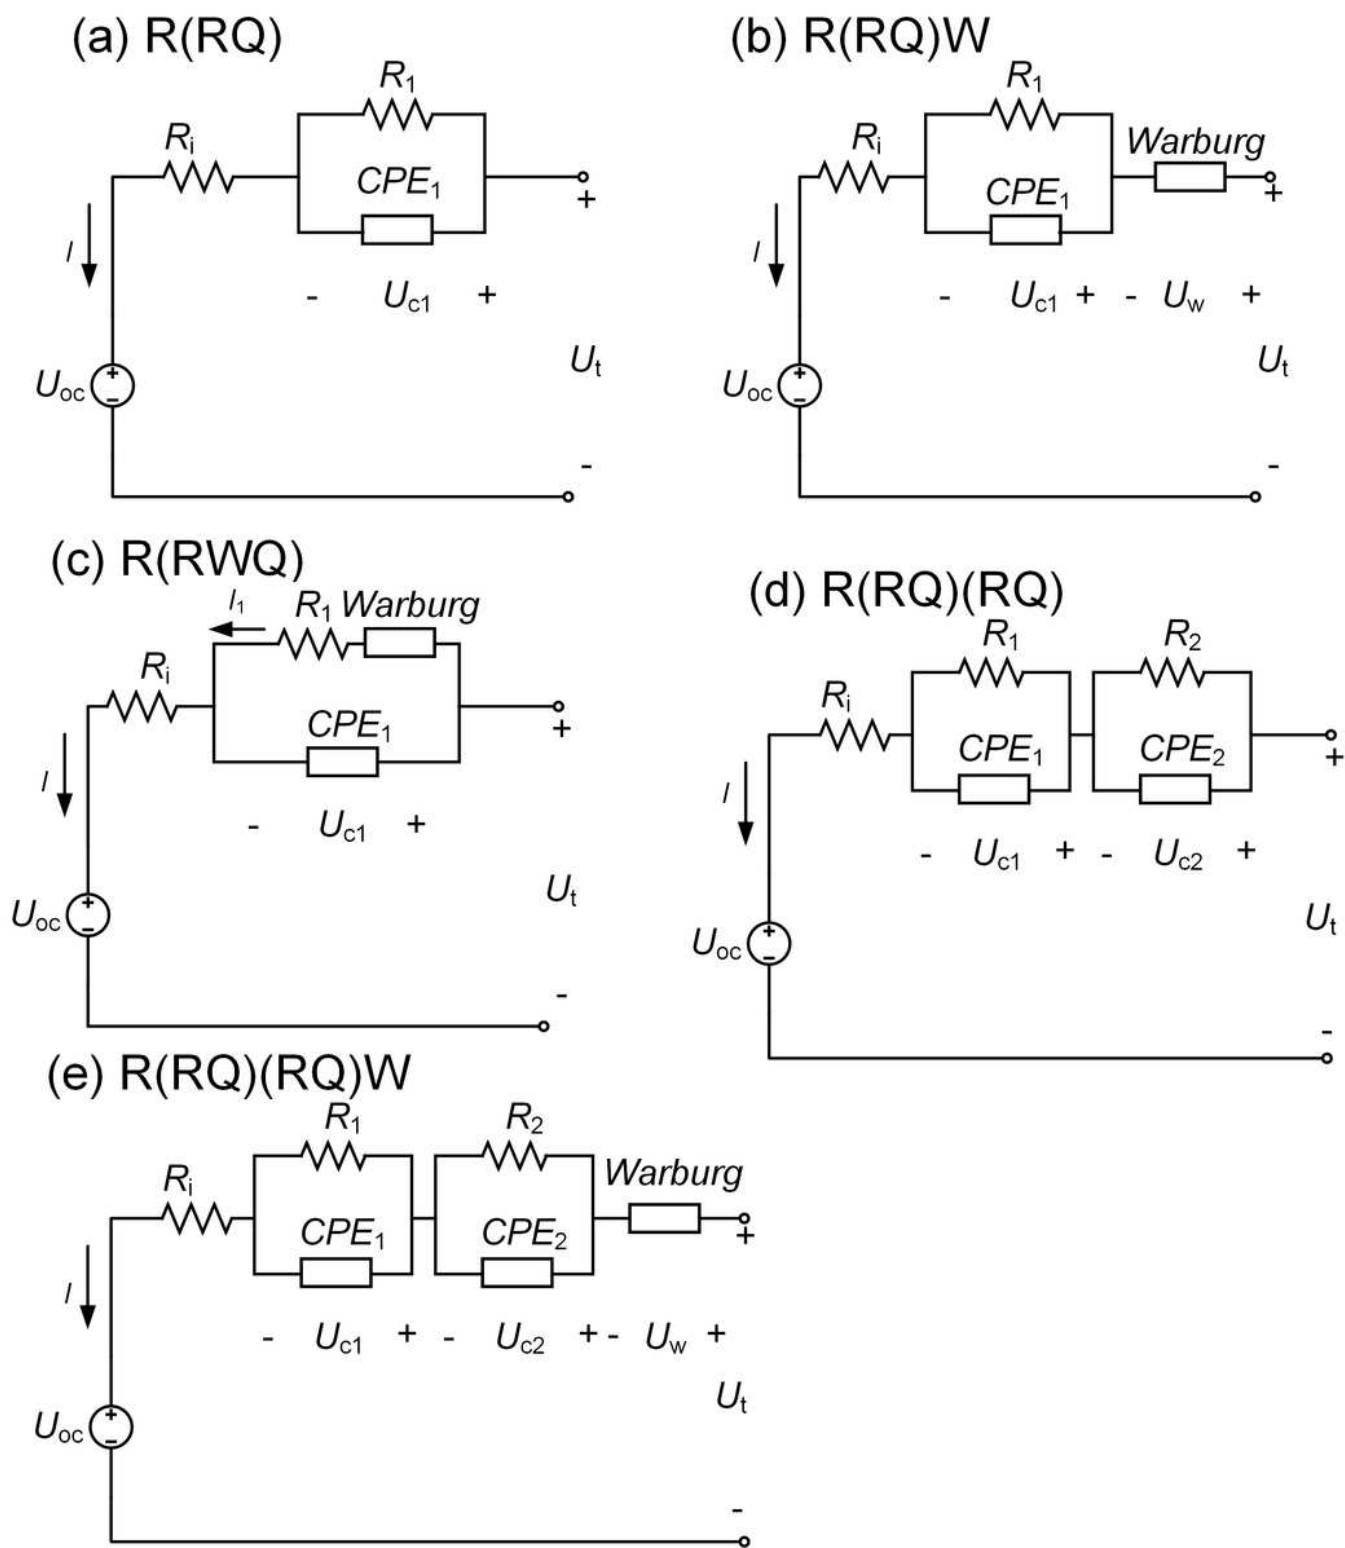 (a) R(RQ)
R1
Ri
CPE1
+
I
- Uc1 +
Ut
Uoc
+
-
-
(b) R(RQ)W
R1
Ri
Warburg
CPE1
+
I
- Uc1 + - Uw +
Ut
Uoc
+
-
-
(c) R(RWQ)
I1 R1 Warburg
Ri
CPE1
+
I
- Uc1 +
Ut
Uoc
+
-
-
(d) R(RQ)(RQ)
R1 R2
Ri
CPE1 CPE2
+
I
- Uc1 + - Uc2 +
Ut
Uoc
+
-
-
(e) R(RQ)(RQ)W
R1 R2
Ri
Warburg
CPE1 CPE2
+
I
- Uc1 + - Uc2 + - Uw +
Ut
Uoc
+
-
-